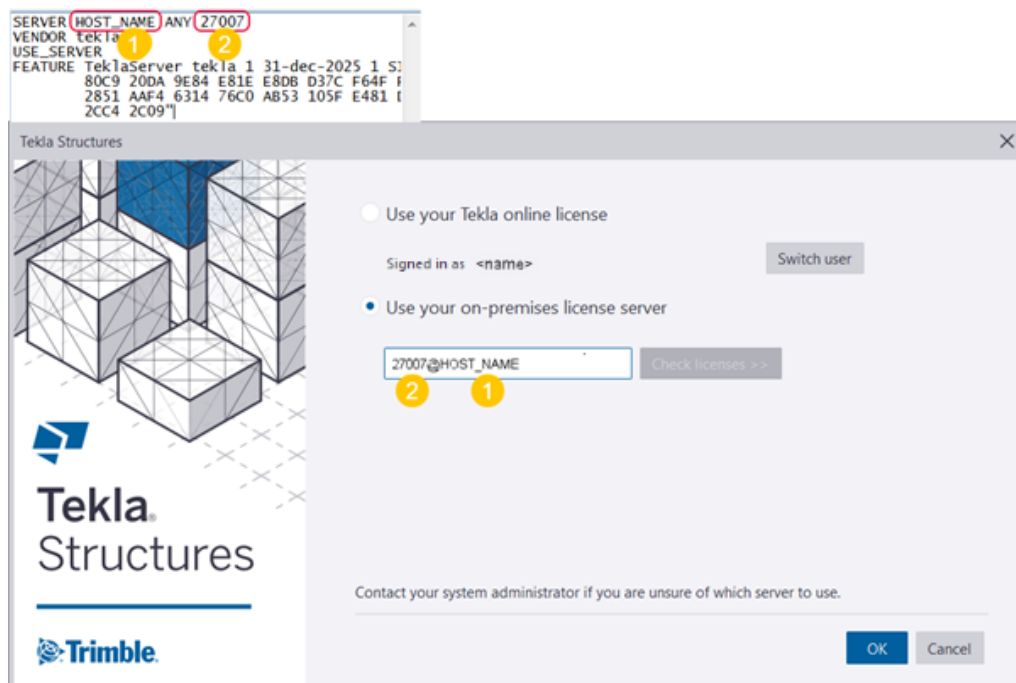 SERVER HOST_NAME ANY 27007
VENDOR tekla
1
2
USE_SERVER
FEATURE TeklaServer tekla 1 31-dec-2025 1
80C9 20DA 9E84 E81E E8DB D37C F64F
2851 AAF4 6314 76C0 AB53 105F E481
2CC4 2C09"
Tekla Structures
Use your Tekla online license
Signed in as <name>
Switch user
Use your on-premises license server
27007@HOST_NAME
Check licenses >>
2
1
Tekla
Structures
Contact your system administrator if you are unsure of which server to use.
Trimble
OK
Cancel